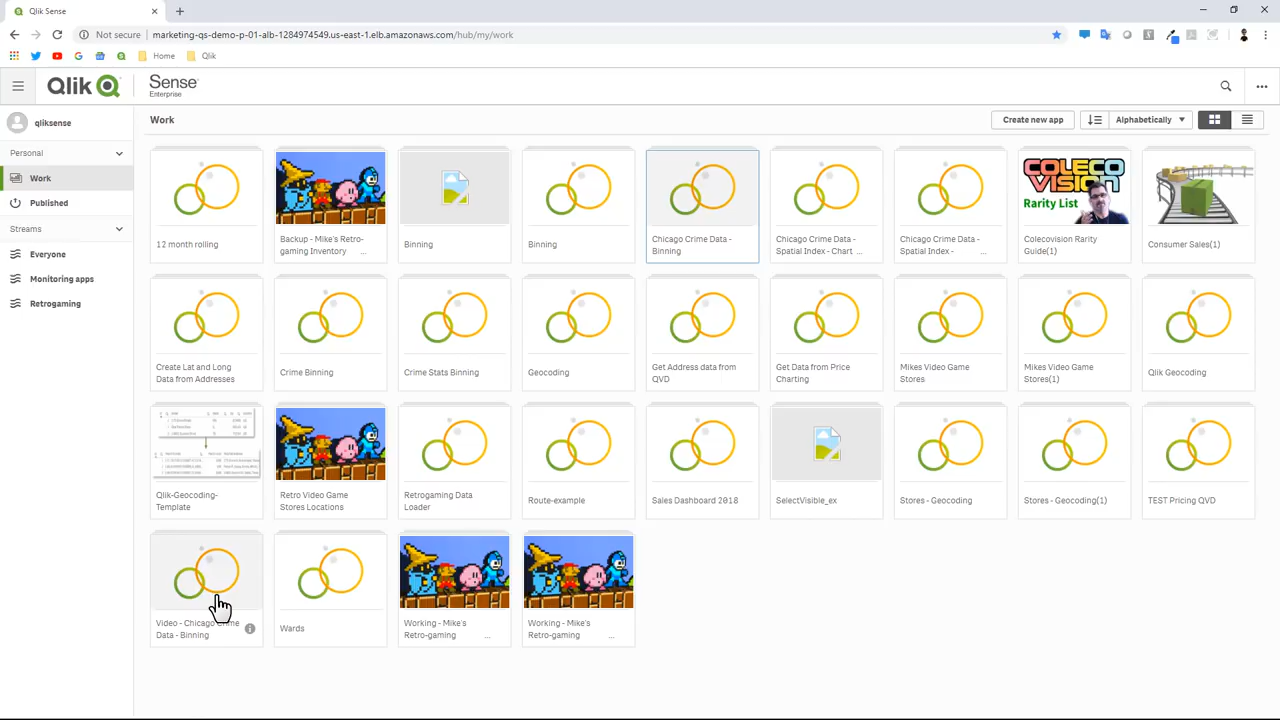 Qlik Sense
Not secure
marketing-qs-demo-p-01-alb-1284974549.us-east-1.elb.amazonaws.com/hub/my/work
Home
Qlik
Qlik
Sense
Enterprise
qliksense
Personal
Work
Published
Streams
Everyone
Monitoring apps
Retrogaming
Work
Create new app
Alphabetically
12 month rolling
Backup - Mike's Retro-
gaming Inventory ...
Binning
Binning
Chicago Crime Data -
Binning
Chicago Crime Data -
Spatial Index - Chart ...
Chicago Crime Data -
Spatial Index - ...
COLECO
VISION
Rarity List
Colecovision Rarity
Guide(1)
Consumer Sales(1)
Create Lat and Long
Data from Addresses
Crime Binning
Crime Stats Binning
Geocoding
Get Address data from
QVD
Get Data from Price
Charting
Mikes Video Game
Stores
Mikes Video Game
Stores(1)
Qlik Geocoding
Qlik-Geocoding-
Template
Retro Video Game
Stores Locations
Retrogaming Data
Loader
Route-example
Sales Dashboard 2018
SelectVisible_ex
Stores - Geocoding
Stores - Geocoding(1)
TEST Pricing QVD
Video - Chicago Crime
Data - Binning
Wards
Working - Mike's
Retro-gaming ...
Working - Mike's
Retro-gaming ...